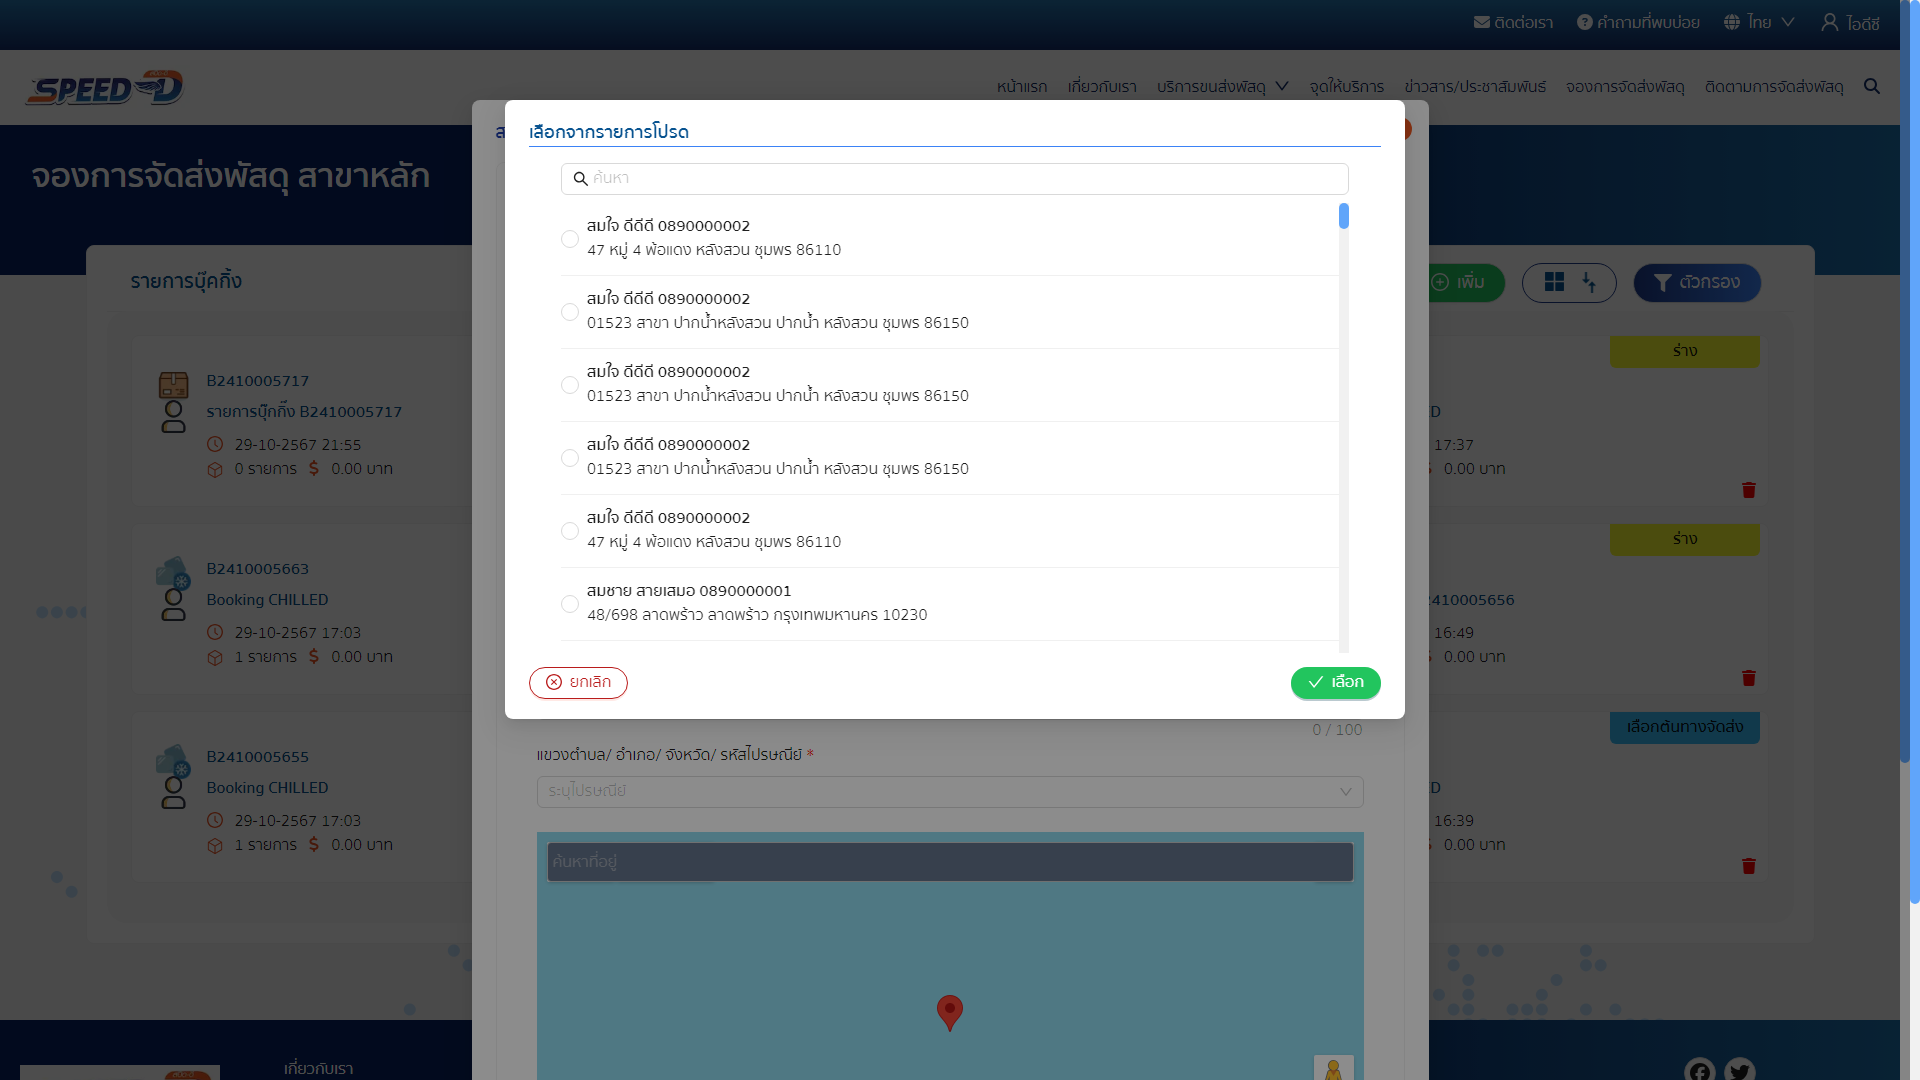 ติดต่อเรา
คำถามที่พบบ่อย
ไทย
ไอดีซี
SPEED-D
หน้าแรก
เกี่ยวกับเรา
บริการขนส่งพัสดุ
จุดให้บริการ
ข่าวสาร/ประชาสัมพันธ์
จองการจัดส่งพัสดุ
ติดตามการจัดส่งพัสดุ
จองการจัดส่งพัสดุ สาขาหลัก
เลือกจากรายการโปรด
ค้นหา
สมใจ ดีดีดี 0890000002
47 หมู่ 4 พ้อแดง หลังสวน ชุมพร 86110
สมใจ ดีดีดี 0890000002
01523 สาขา ปากน้ำหลังสวน ปากน้ำ หลังสวน ชุมพร 86150
สมใจ ดีดีดี 0890000002
01523 สาขา ปากน้ำหลังสวน ปากน้ำ หลังสวน ชุมพร 86150
สมใจ ดีดีดี 0890000002
01523 สาขา ปากน้ำหลังสวน ปากน้ำ หลังสวน ชุมพร 86150
สมใจ ดีดีดี 0890000002
47 หมู่ 4 พ้อแดง หลังสวน ชุมพร 86110
สมชาย สายเสมอ 0890000001
48/698 ลาดพร้าว ลาดพร้าว กรุงเทพมหานคร 10230
ยกเลิก
เลือก
0 / 100
แขวงตำบล/ อำเภอ/ จังหวัด/ รหัสไปรษณีย์ *
ระบุไปรษณีย์
ค้นหาที่อยู่
รายการบุ๊คกิ้ง
เพิ่ม
ตัวกรอง
B2410005717
รายการบุ๊กกิ๊ง B2410005717
29-10-2567 21:55
0 รายการ 0.00 บาท
B2410005663
Booking CHILLED
29-10-2567 17:03
1 รายการ 0.00 บาท
B2410005655
Booking CHILLED
29-10-2567 17:03
1 รายการ 0.00 บาท
ร่าง
17:37
0.00 บาท
ร่าง
410005656
16:49
0.00 บาท
เลือกต้นทางจัดส่ง
16:39
0.00 บาท
เกี่ยวกับเรา